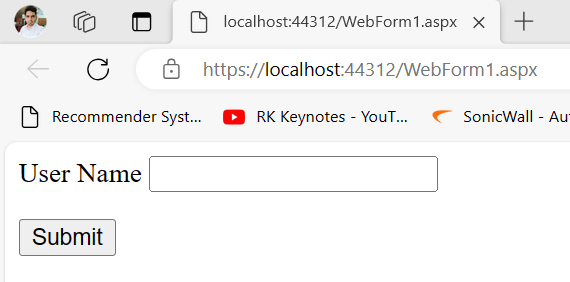 localhost:44312/WebForm1.aspx
https://localhost:44312/WebForm1.aspx
Recommender Syst... RK Keynotes - YouT... SonicWall - Au
User Name
Submit